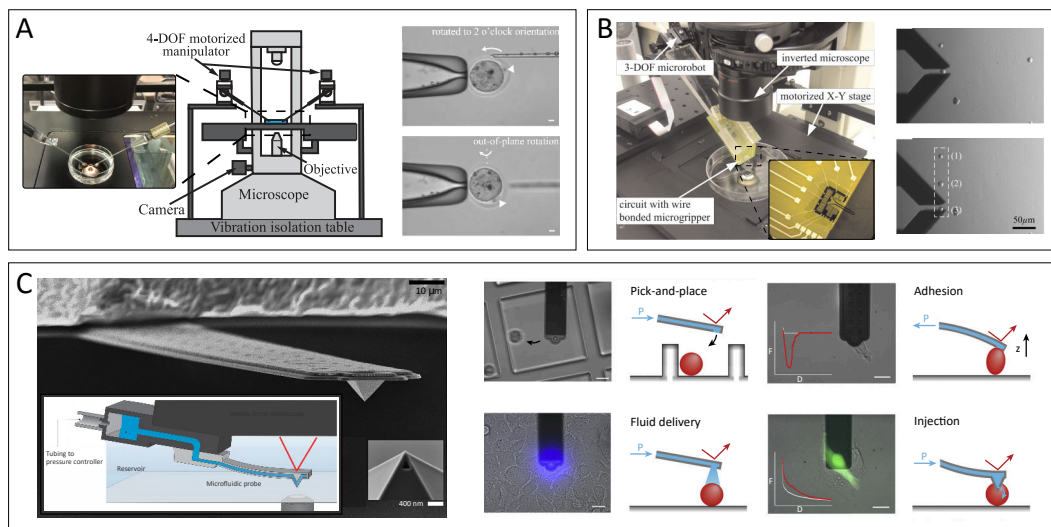 A
4-DOF motorized
manipulator
Objective
Camera
Microscope
Vibration isolation table
rotated to 2 o'clock orientation
out-of-plane rotation
B
3-DOF microrobot
inverted microscope
motorized X-Y stage
circuit with wire
bonded microgripper
(1)
(2)
50µm
C
10 µm
Tubing to
pressure controller
Reservoir
Microfluidic probe
400 nm
Pick-and-place
P
F
D
Adhesion
P
z
Fluid delivery
P
F
D
Injection
P